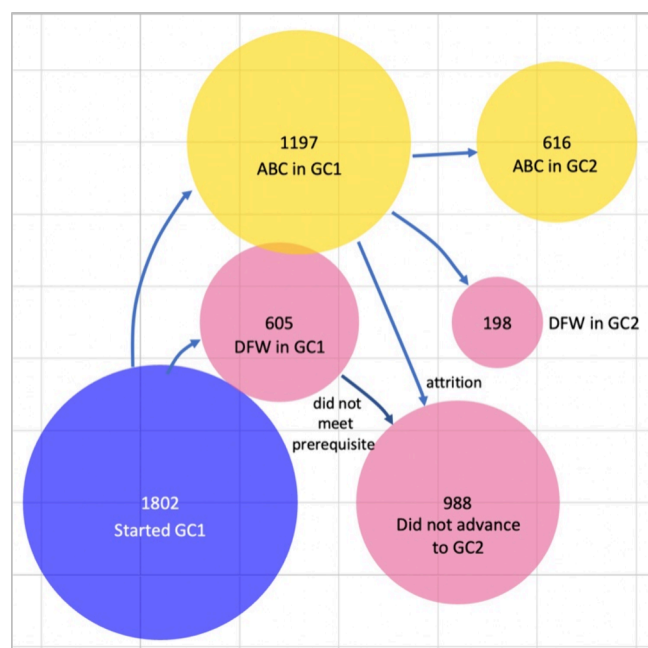 1197
ABC in GC1
616
ABC in GC2
605
DFW in GC1
198
DFW in GC2
attrition
did not
meet
prerequisite
1802
Started GC1
988
Did not advance
to GC2